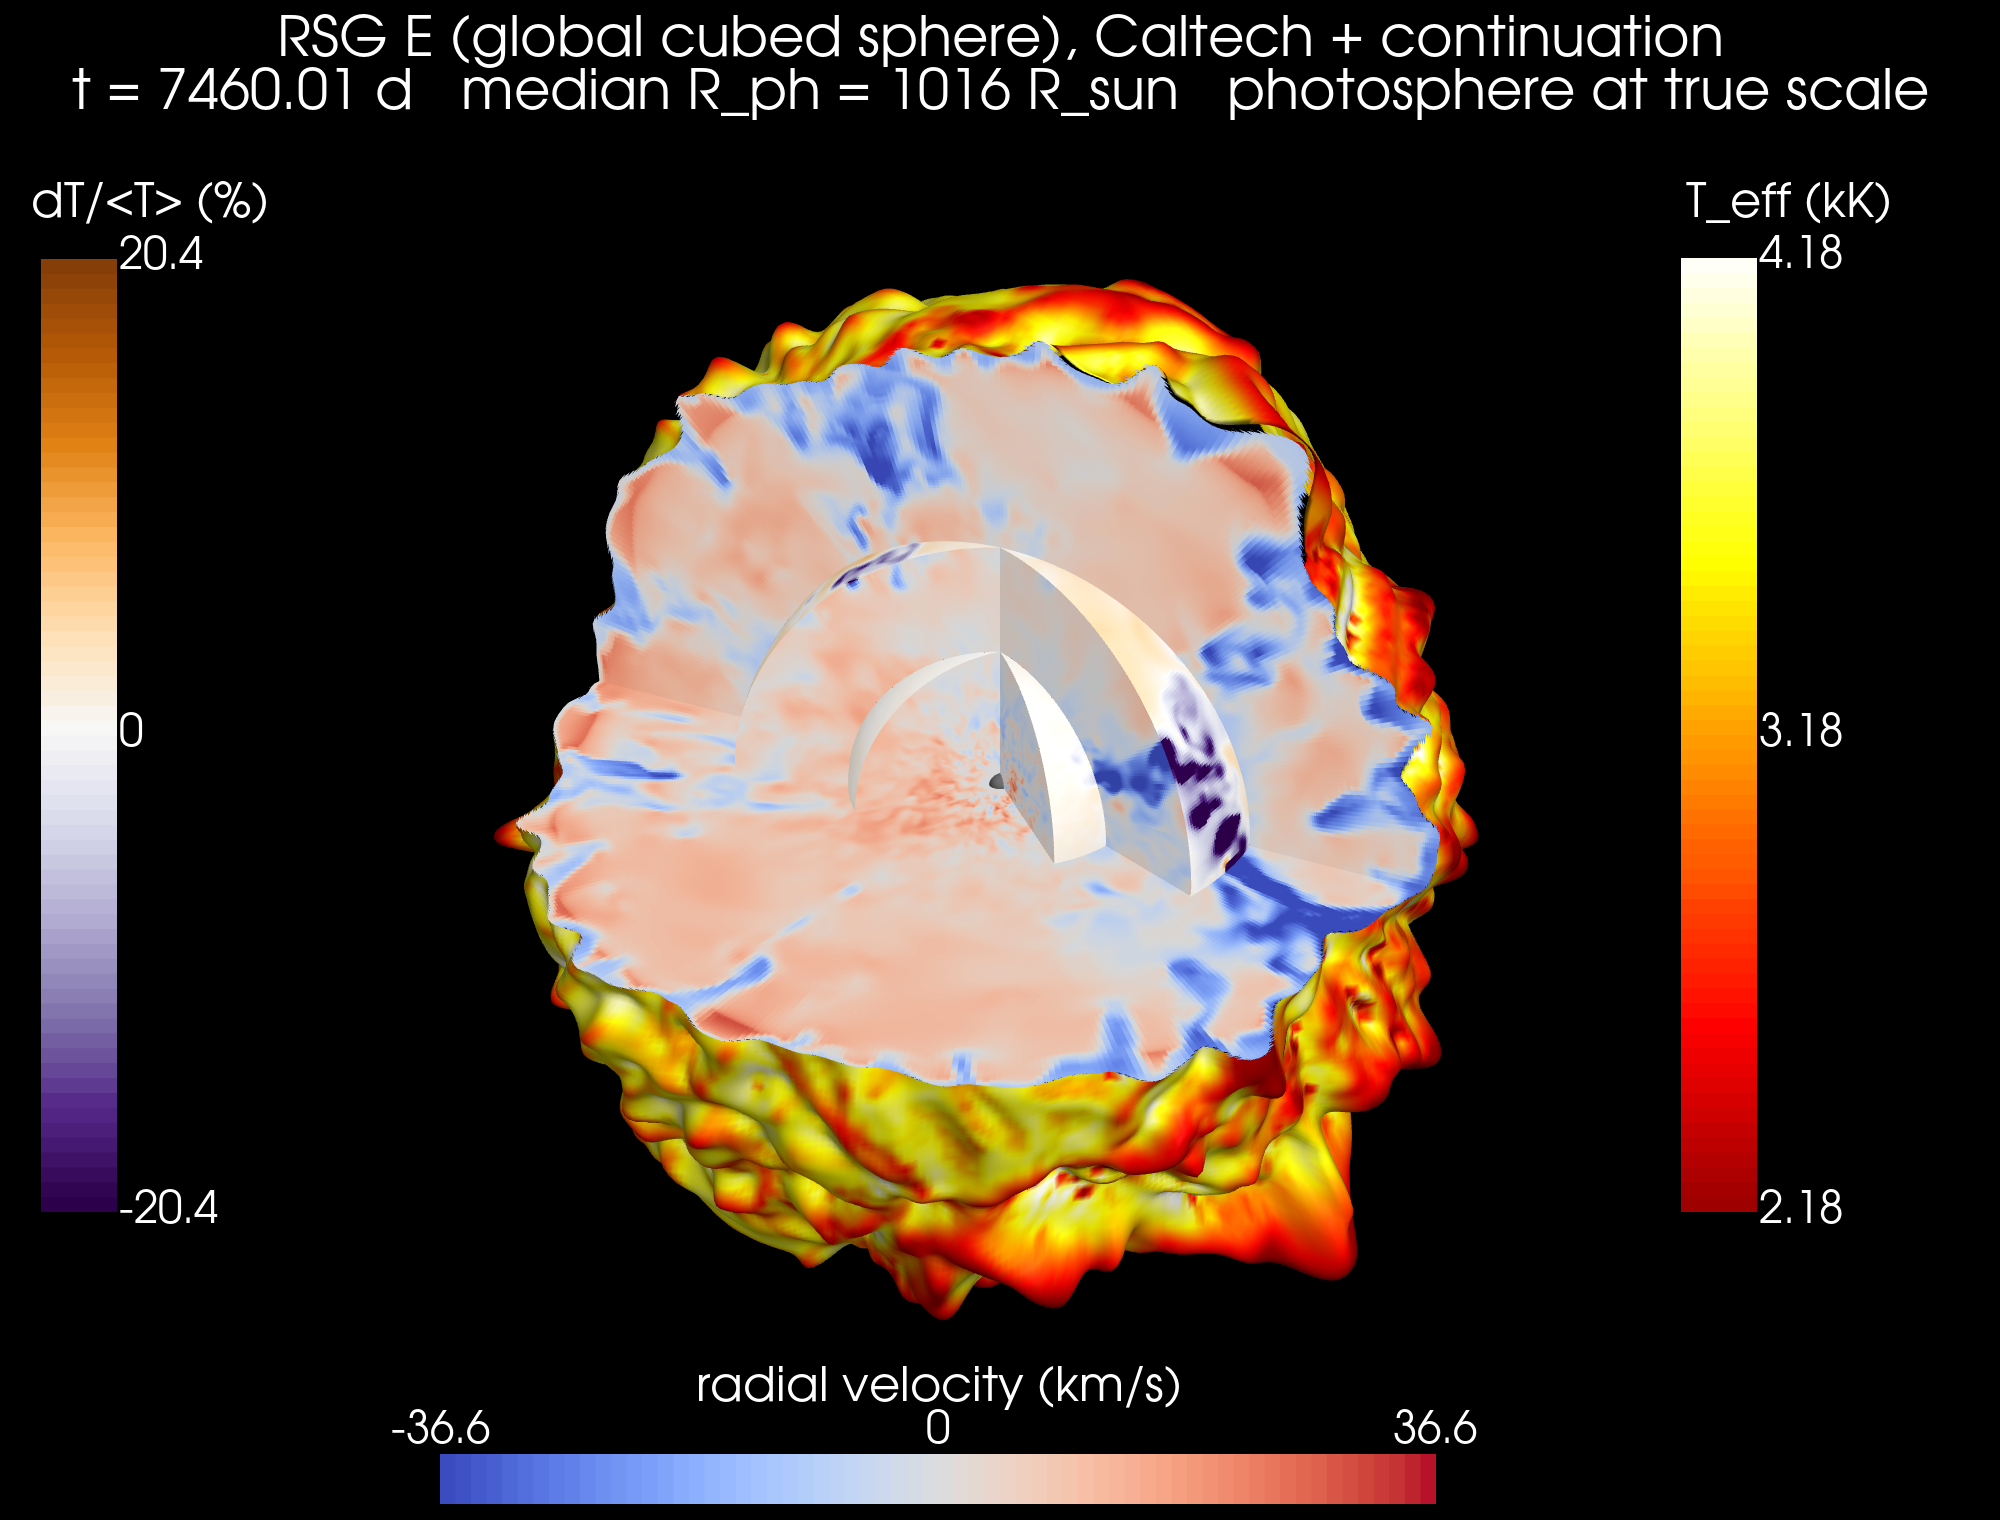 RSG E (global cubed sphere), Caltech + continuation
t = 7460.01 d   median R_ph = 1016 R_sun   photosphere at true scale
dT/<T> (%)
20.4
0
-20.4
T_eff (kK)
4.18
3.18
2.18
radial velocity (km/s)
-36.6 0 36.6